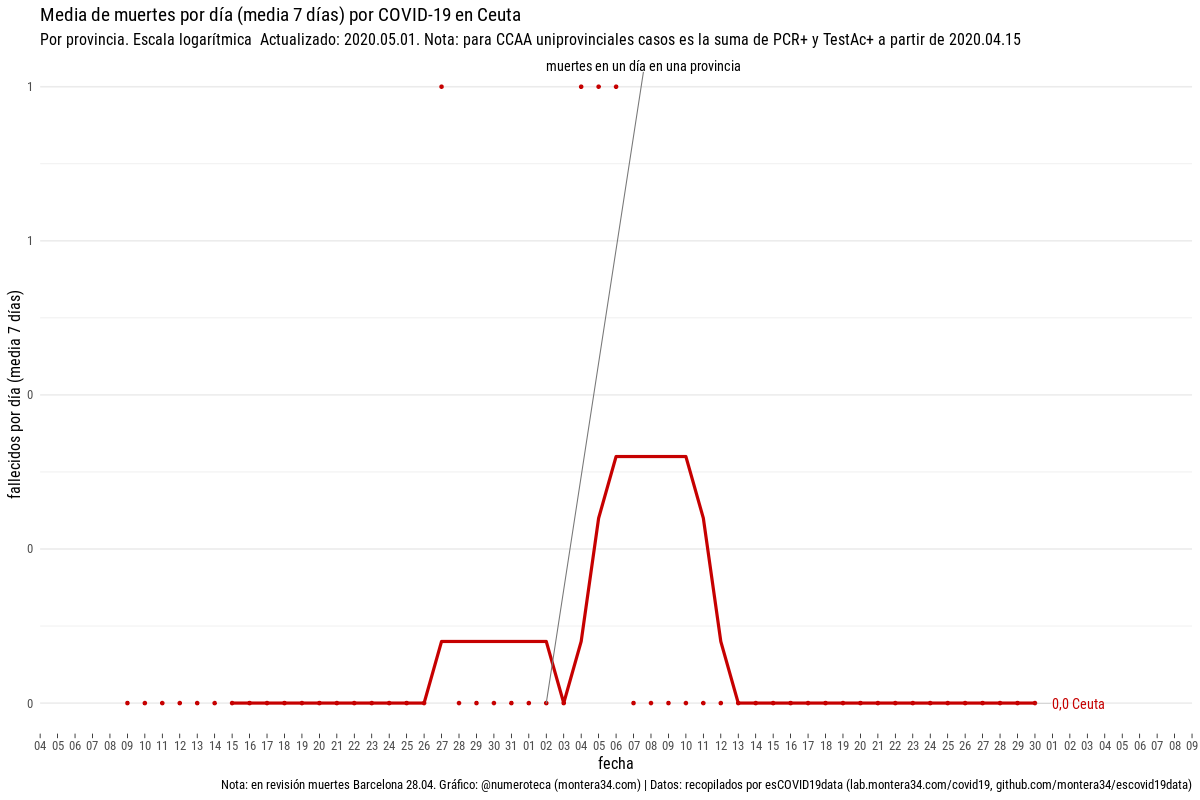 Media de muertes por día (media 7 días) por COVID-19 en Ceuta
Por provincia. Escala logarítmica  Actualizado: 2020.05.01. Nota: para CCAA uniprovinciales casos es la suma de PCR+ y TestAc+ a partir de 2020.04.15
muertes en un día en una provincia
1
1
0
0
0
fallecidos por día (media 7 días)
0,0 Ceuta
04 05 06 07 08 09 10 11 12 13 14 15 16 17 18 19 20 21 22 23 24 25 26 27 28 29 30 31 01 02 03 04 05 06 07 08 09 10 11 12 13 14 15 16 17 18 19 20 21 22 23 24 25 26 27 28 29 30 01 02 03 04 05 06 07 08 09
fecha
Nota: en revisión muertes Barcelona 28.04. Gráfico: @numeroteca (montera34.com) | Datos: recopilados por esCOVID19data (lab.montera34.com/covid19, github.com/montera34/escovid19data)